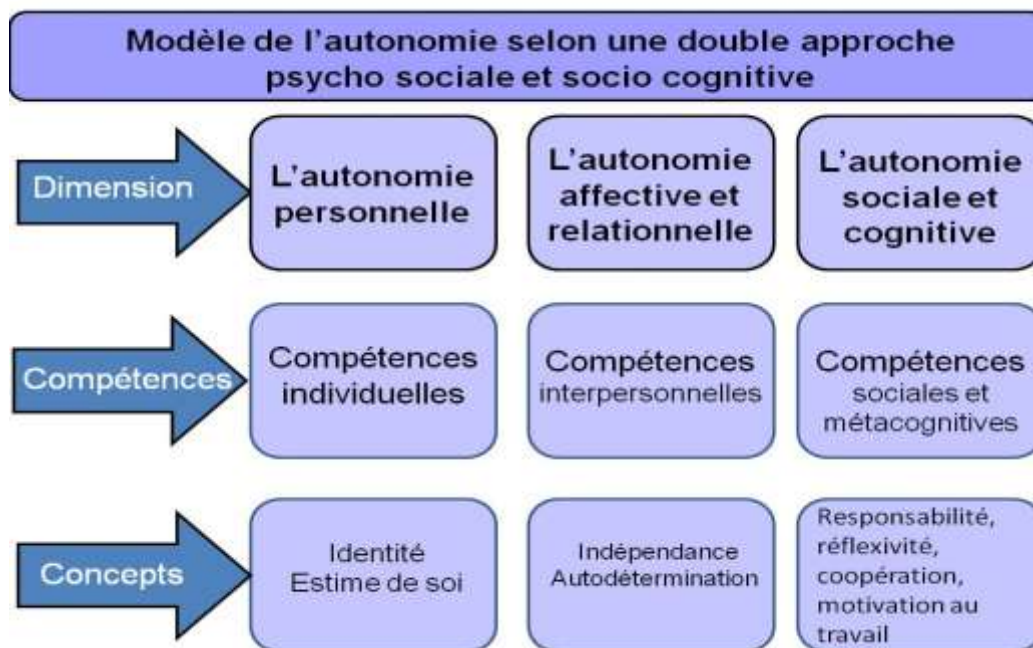 Modèle de l'autonomie selon une double approche
psycho sociale et socio cognitive
Dimension
L'autonomie
personnelle
L'autonomie
affective et
relationnelle
L'autonomie
sociale et
cognitive
Compétences
Compétences
individuelles
Compétences
interpersonnelles
Compétences
sociales et
métacognitives
Concepts
Identité
Estime de soi
Indépendance
Autodétermination
Responsabilité,
réflexivité,
coopération,
motivation au
travail